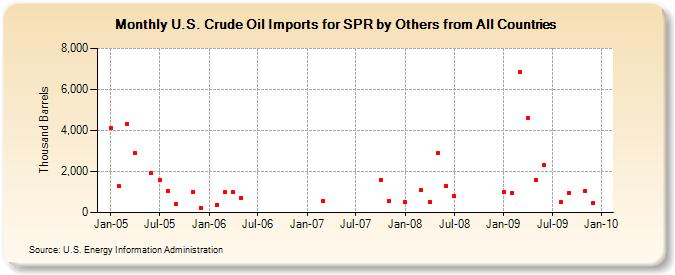 Monthly U.S. Crude Oil Imports for SPR by Others from All Countries
Thousand Barrels
8,000
6,000
4,000
2,000
0
Jan-05 Jul-05 Jan-06 Jul-06 Jan-07 Jul-07 Jan-08 Jul-08 Jan-09 Jul-09 Jan-10
Source: U.S. Energy Information Administration